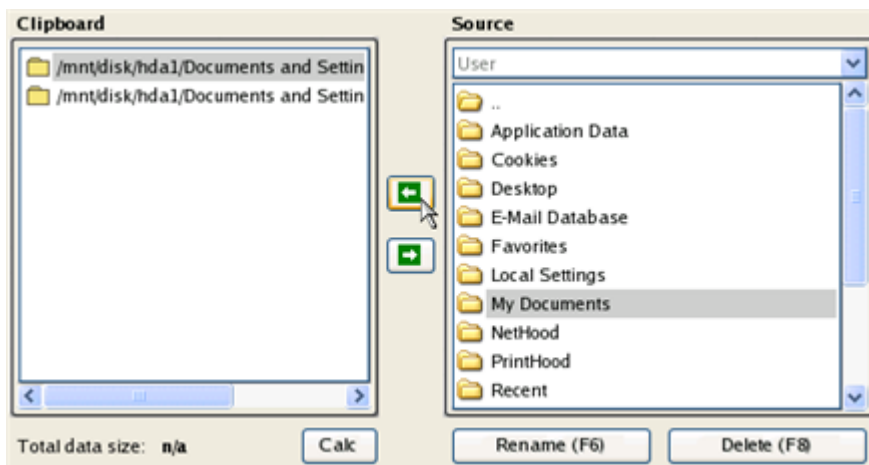 Clipboard
/mnt/disk/hda1/Documents and Settin
/mnt/disk/hda1/Documents and Settin
Total data size: n/a
Calc
Source
User
..
Application Data
Cookies
Desktop
E-Mail Database
Favorites
Local Settings
My Documents
NetHood
PrintHood
Recent
Rename (F6)
Delete (F8)